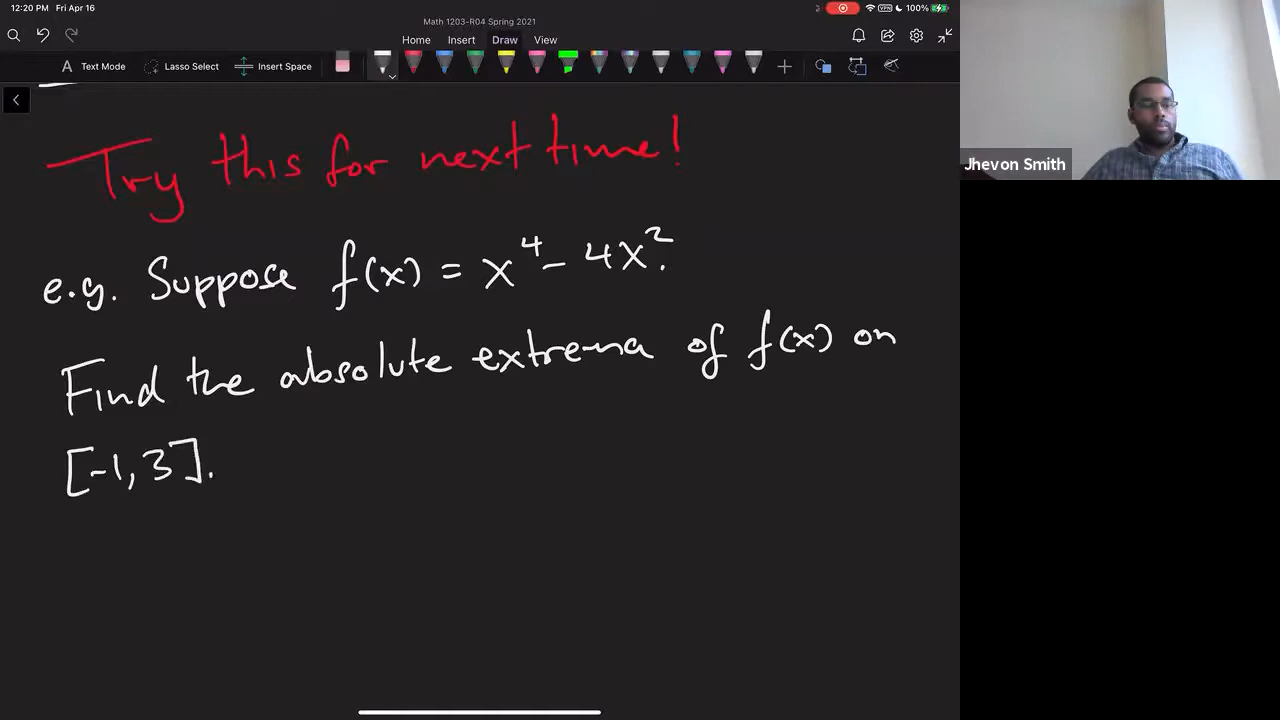 12:20 PM Fri Apr 16
VPN
100%
Math 1203-R04 Spring 2021
Home Insert Draw View
Text Mode Lasso Select Insert Space
Try this for next time!
e.g. Suppose f(x) = x⁴ - 4x².
Find the absolute extrema of f(x) on
[-1, 3].
Jhevon Smith